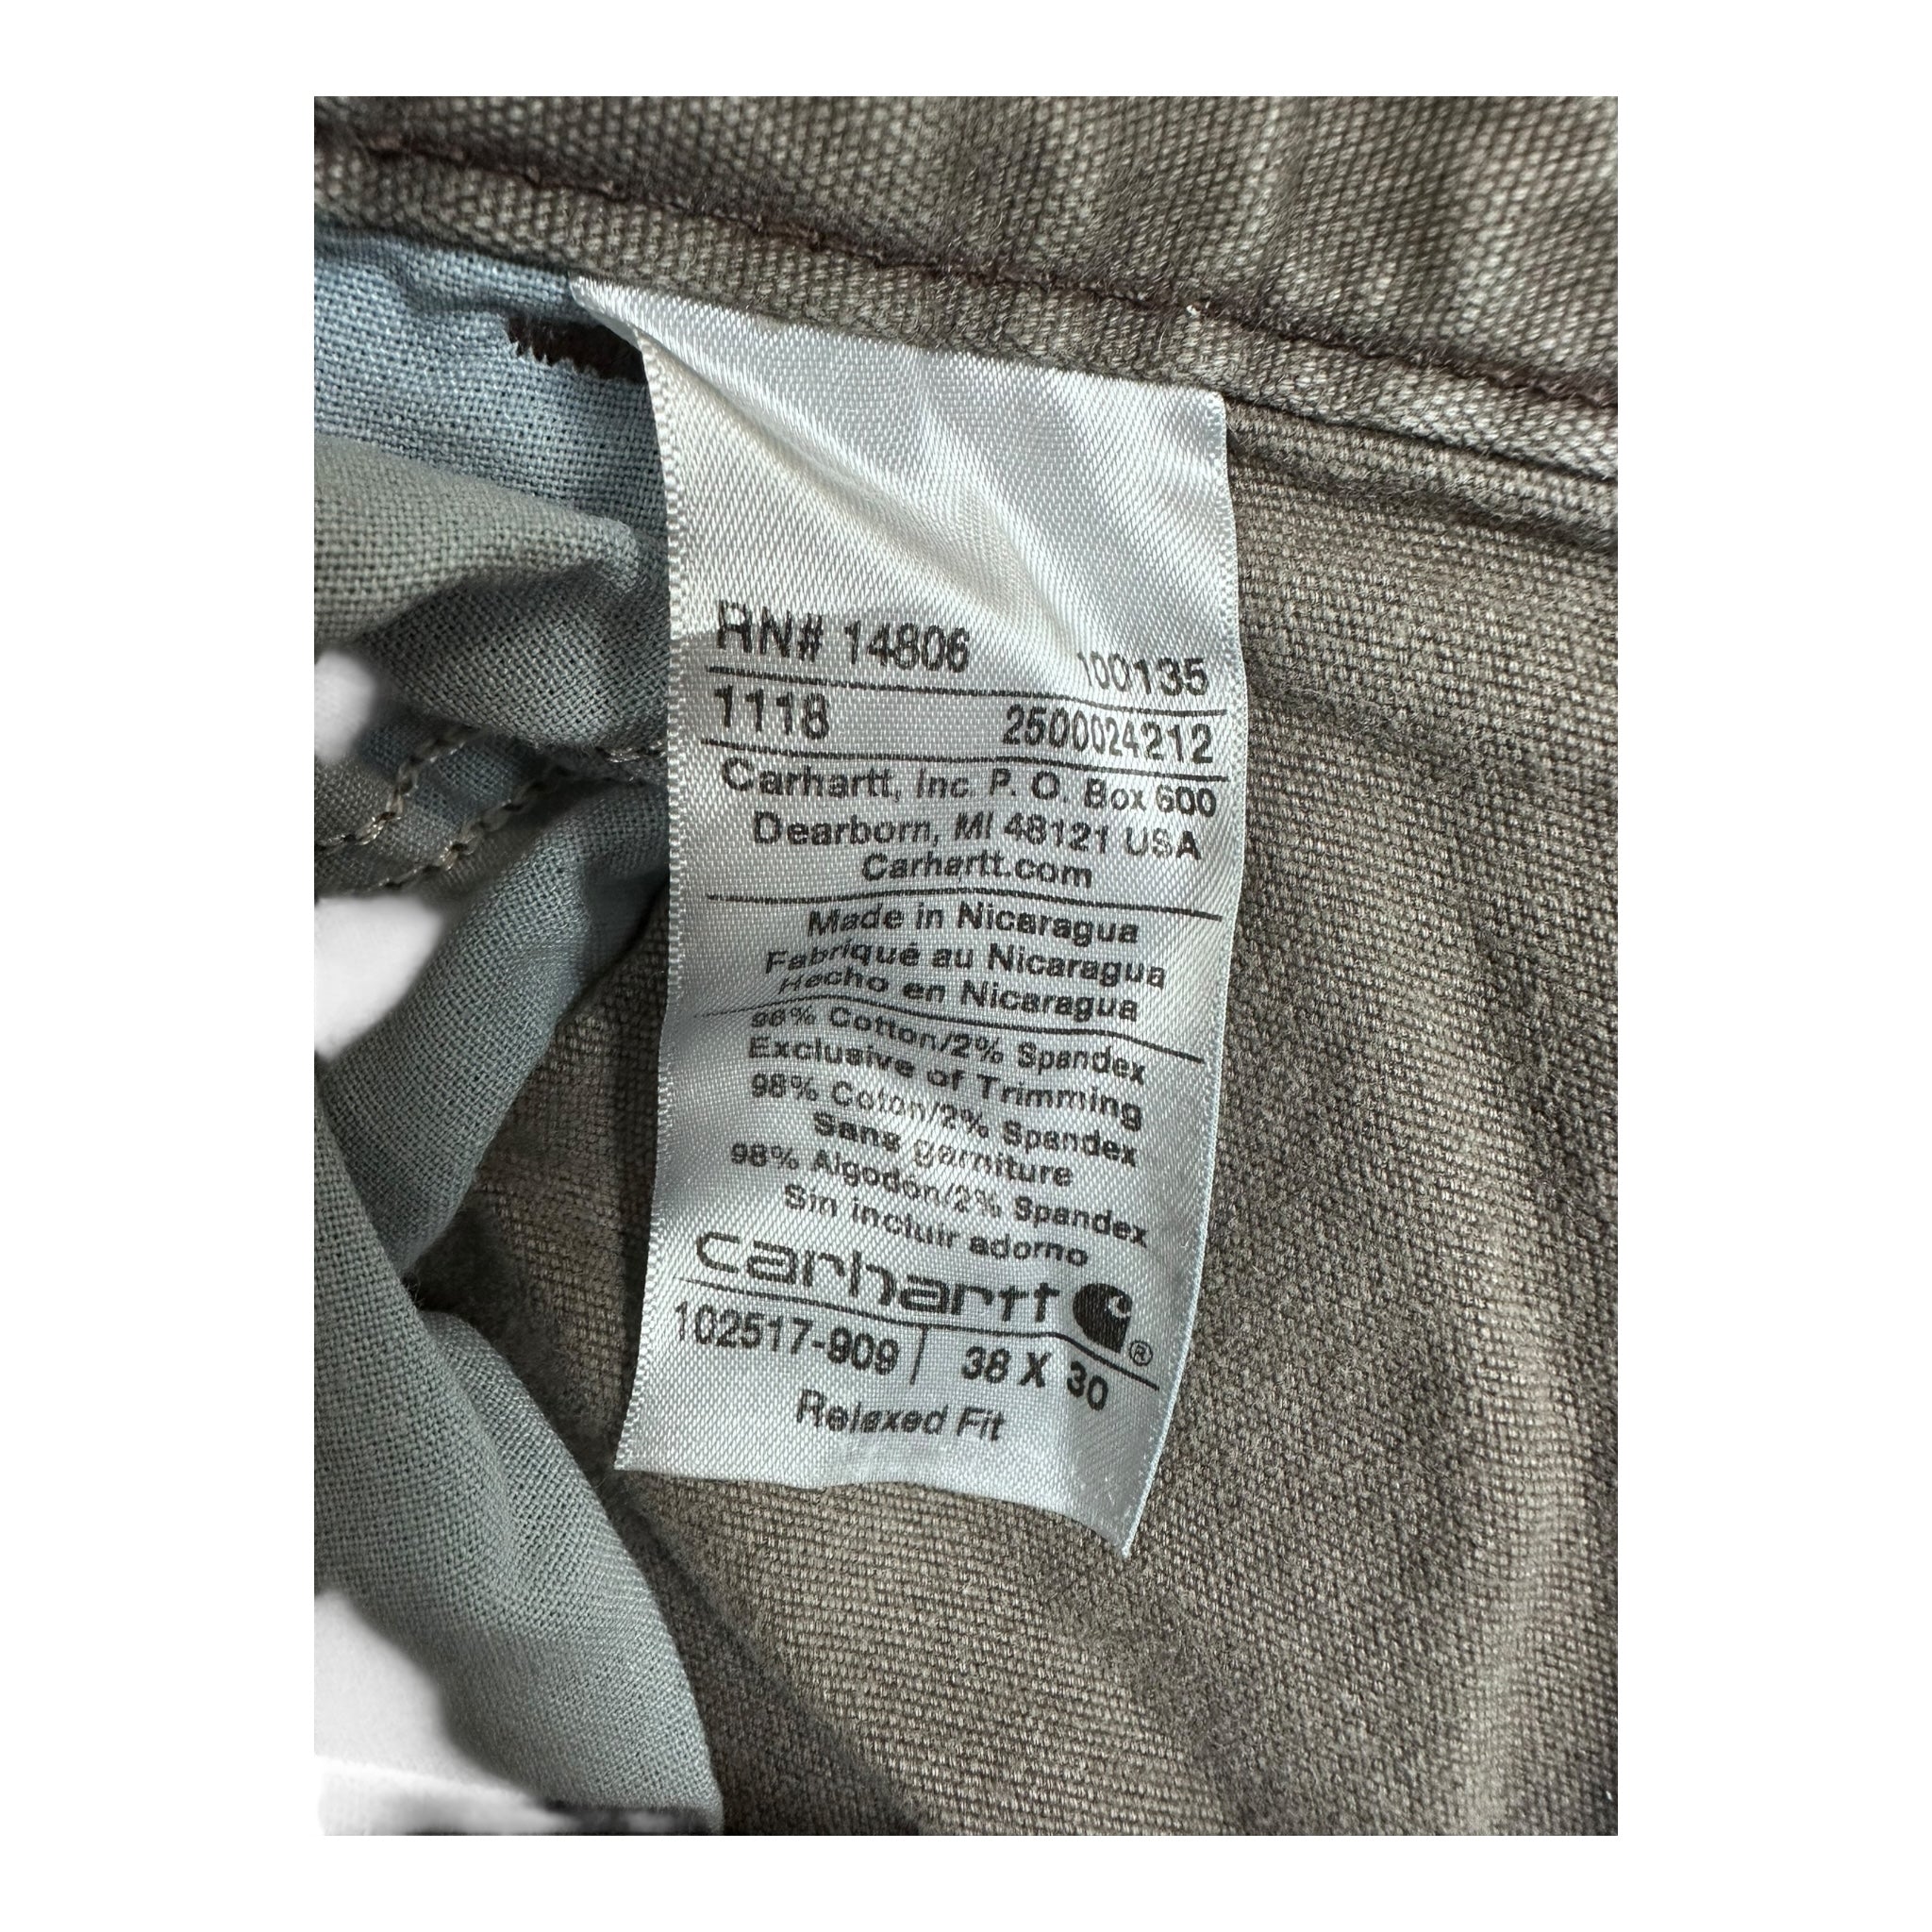 RN# 14806 100135
1118 2500024212
Carhartt, Inc. P. O. Box 600
Dearborn, MI 48121 USA
Carhartt.com
Made in Nicaragua
Fabriqué au Nicaragua
Hecho en Nicaragua
98% Cotton/2% Spandex
Exclusive of Trimming
98% Coton/2% Spandex
Sans garniture
98% Algodón/2% Spandex
Sin incluir adorno
carhartt ®
102517-909 | 38 X 30
Relaxed Fit